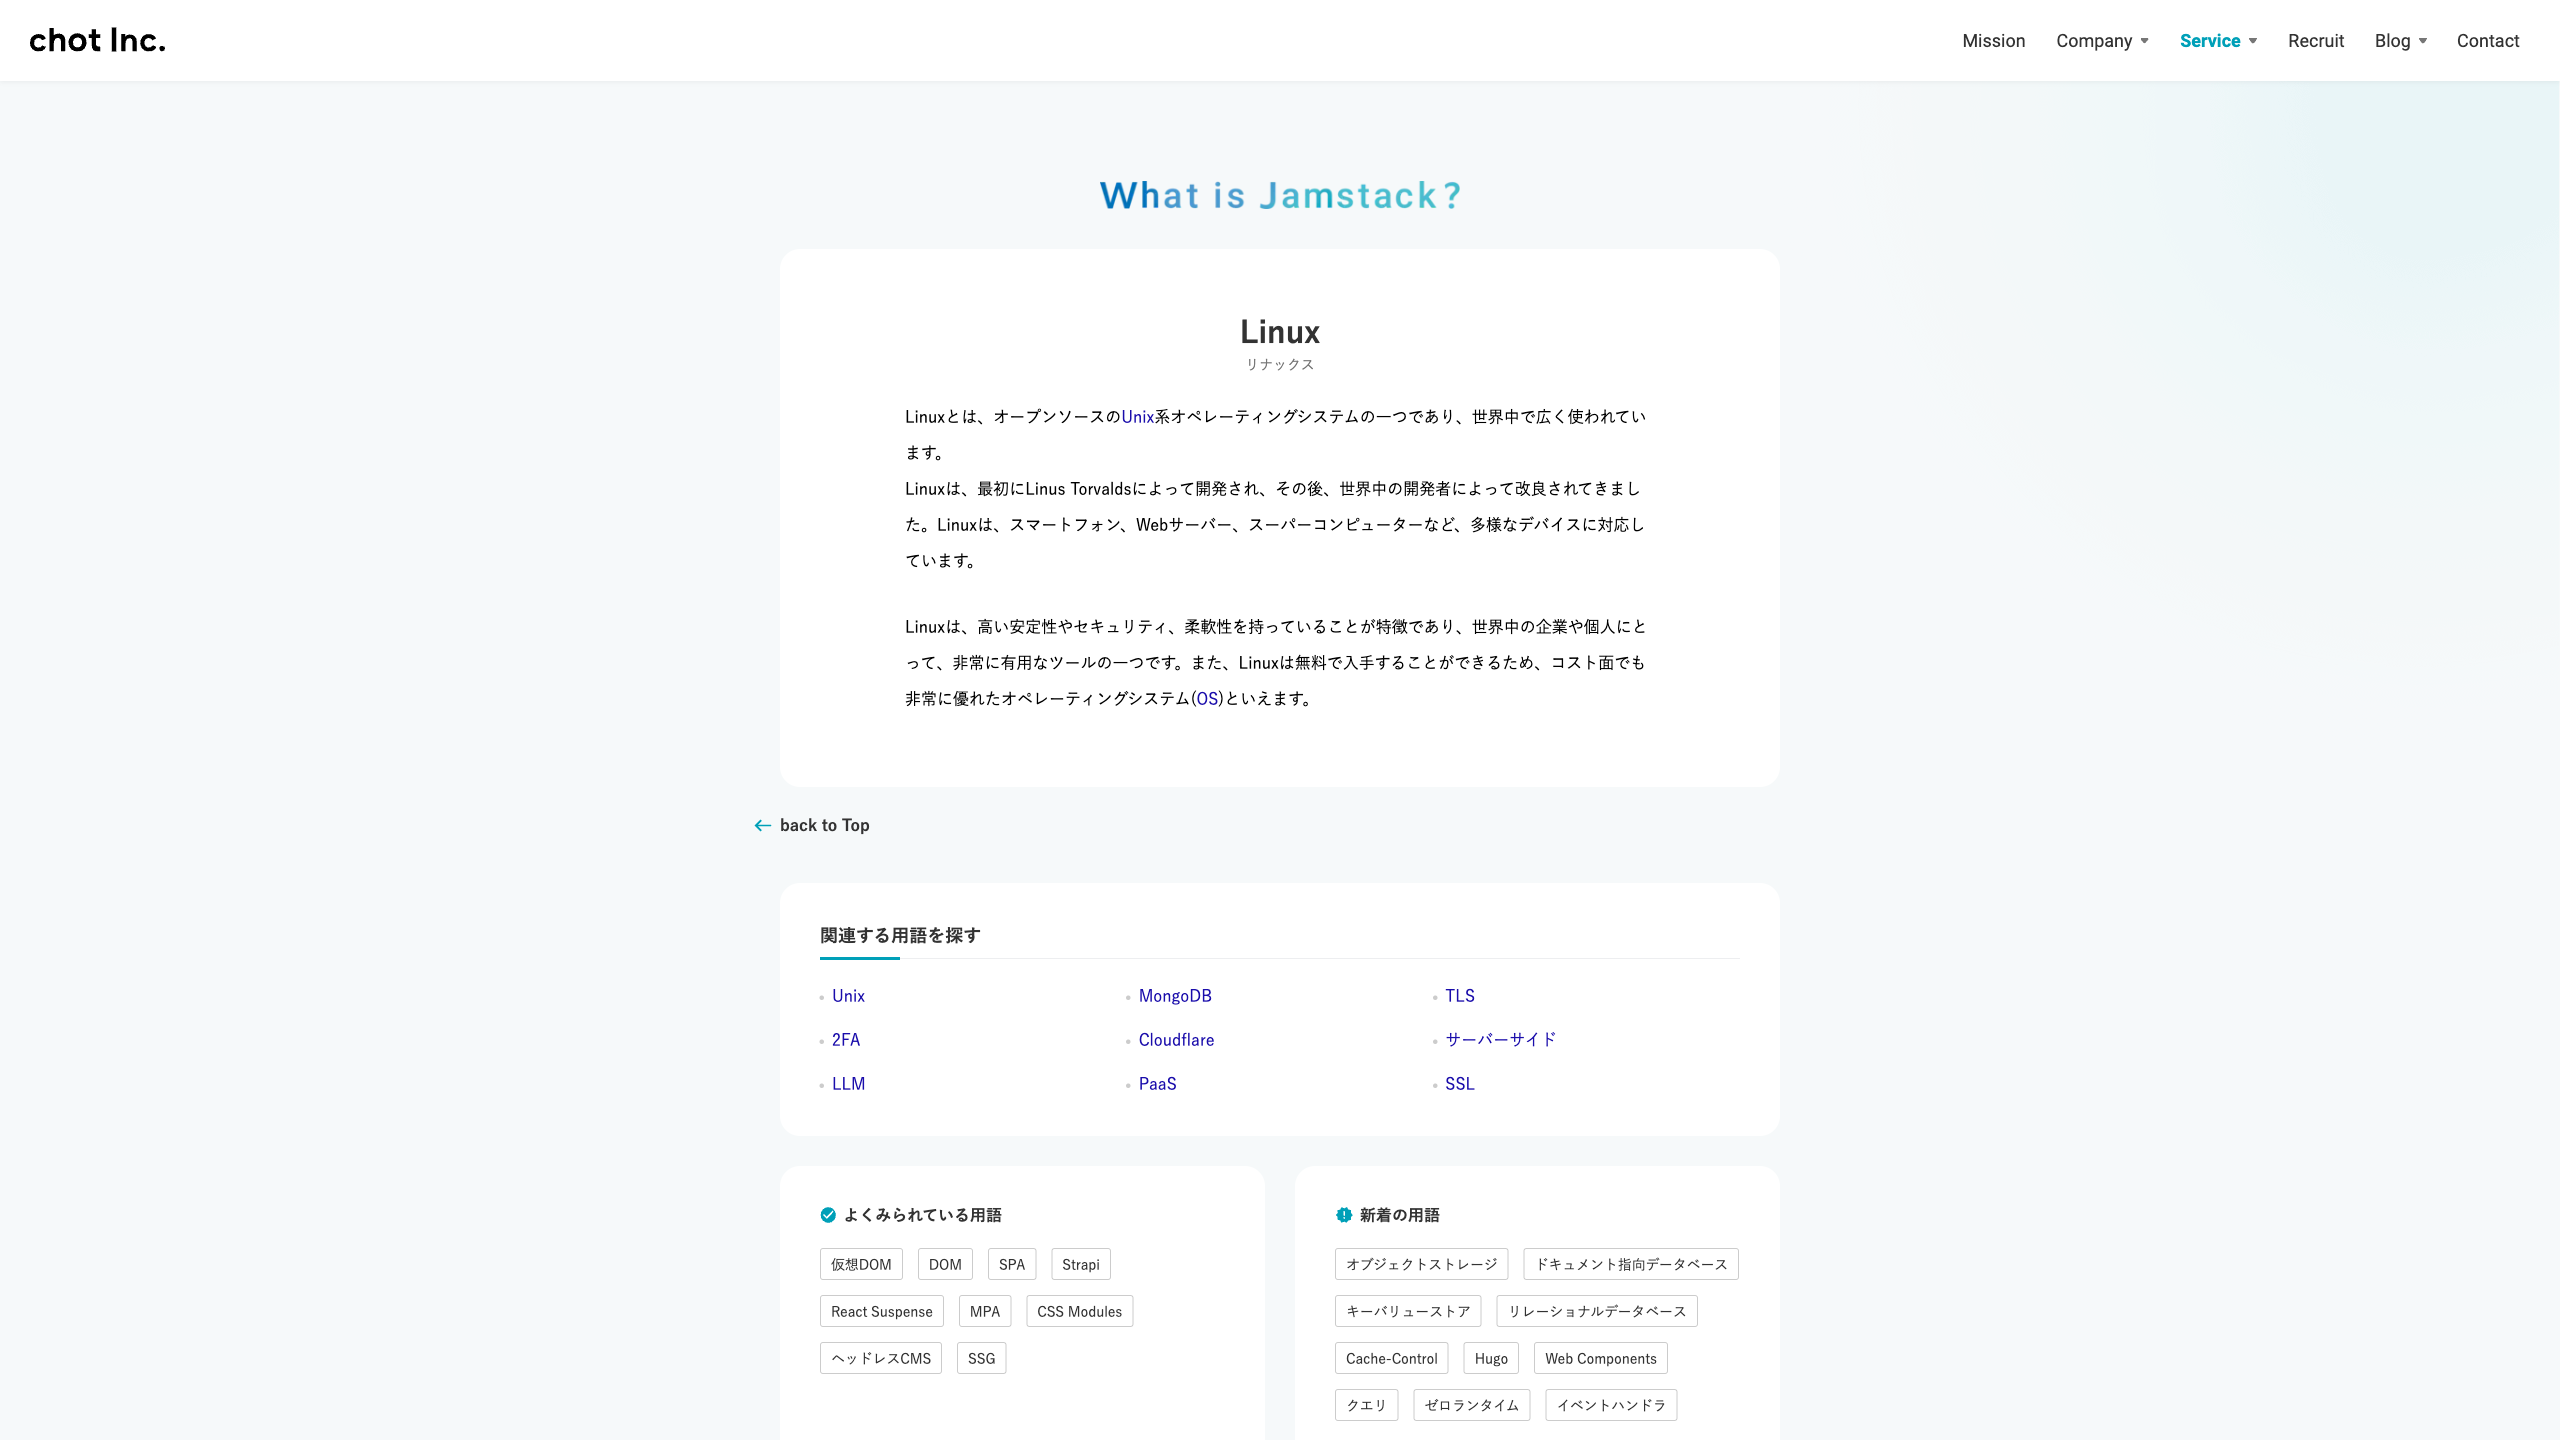 chot Inc.
Mission Company Service Recruit Blog Contact
What is Jamstack?
Linux
リナックス
Linuxとは、オープンソースのUnix系オペレーティングシステムの一つであり、世界中で広く使われてい
ます。
Linuxは、最初にLinus Torvaldsによって開発され、その後、世界中の開発者によって改良されてきまし
た。Linuxは、スマートフォン、Webサーバー、スーパーコンピューターなど、多様なデバイスに対応し
ています。
Linuxは、高い安定性やセキュリティ、柔軟性を持っていることが特徴であり、世界中の企業や個人にと
って、非常に有用なツールの一つです。また、Linuxは無料で入手することができるため、コスト面でも
非常に優れたオペレーティングシステム(OS)といえます。
back to Top
関連する用語を探す
Unix MongoDB TLS
2FA Cloudflare サーバーサイド
LLM PaaS SSL
よくみられている用語
仮想DOM DOM SPA Strapi
React Suspense MPA CSS Modules
ヘッドレスCMS SSG
新着の用語
オブジェクトストレージ ドキュメント指向データベース
キーバリューストア リレーショナルデータベース
Cache-Control Hugo Web Components
クエリ ゼロランタイム イベントハンドラ